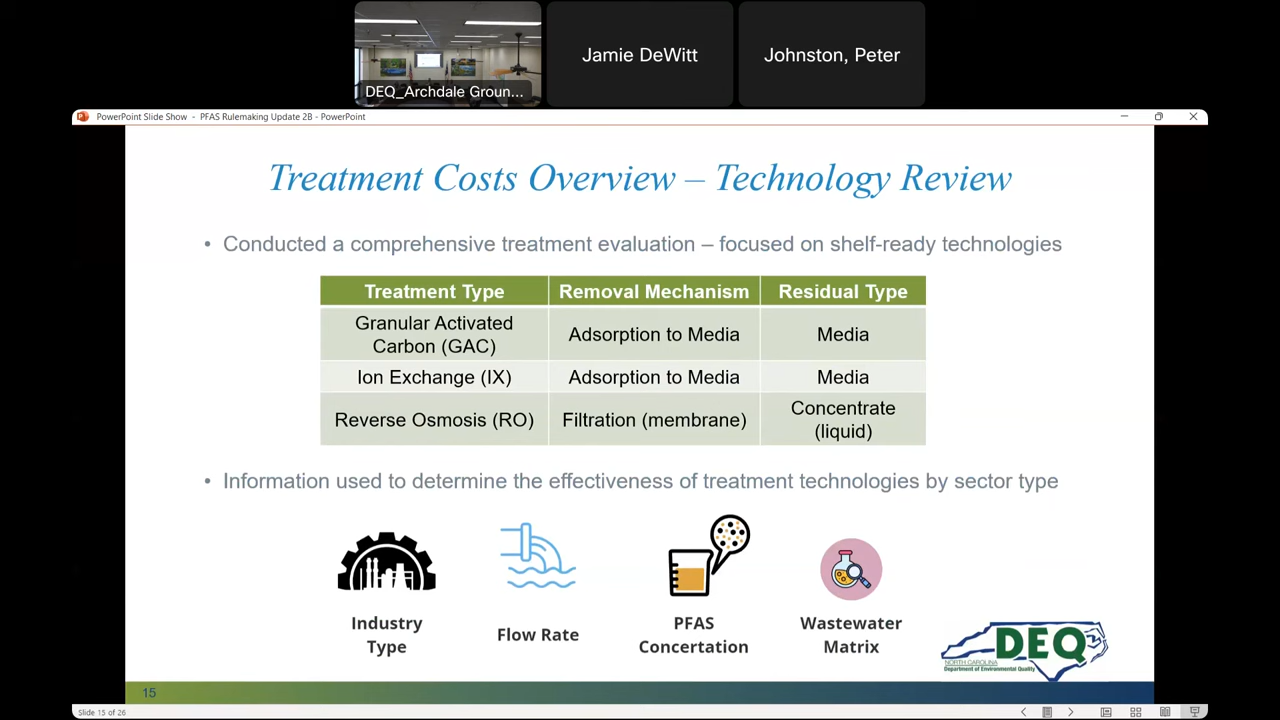 DEQ_Archdale Groun...
Jamie DeWitt
Johnston, Peter
PowerPoint Slide Show - PFAS Rulemaking Update 2B - PowerPoint
Treatment Costs Overview – Technology Review
• Conducted a comprehensive treatment evaluation – focused on shelf-ready technologies
Treatment Type
Removal Mechanism
Residual Type
Granular Activated
Carbon (GAC)
Adsorption to Media
Media
Ion Exchange (IX)
Adsorption to Media
Media
Reverse Osmosis (RO)
Filtration (membrane)
Concentrate
(liquid)
• Information used to determine the effectiveness of treatment technologies by sector type
Industry
Type
Flow Rate
PFAS
Concertation
Wastewater
Matrix
DEQ
NORTH CAROLINA
Department of Environmental Quality
15
Slide 15 of 26